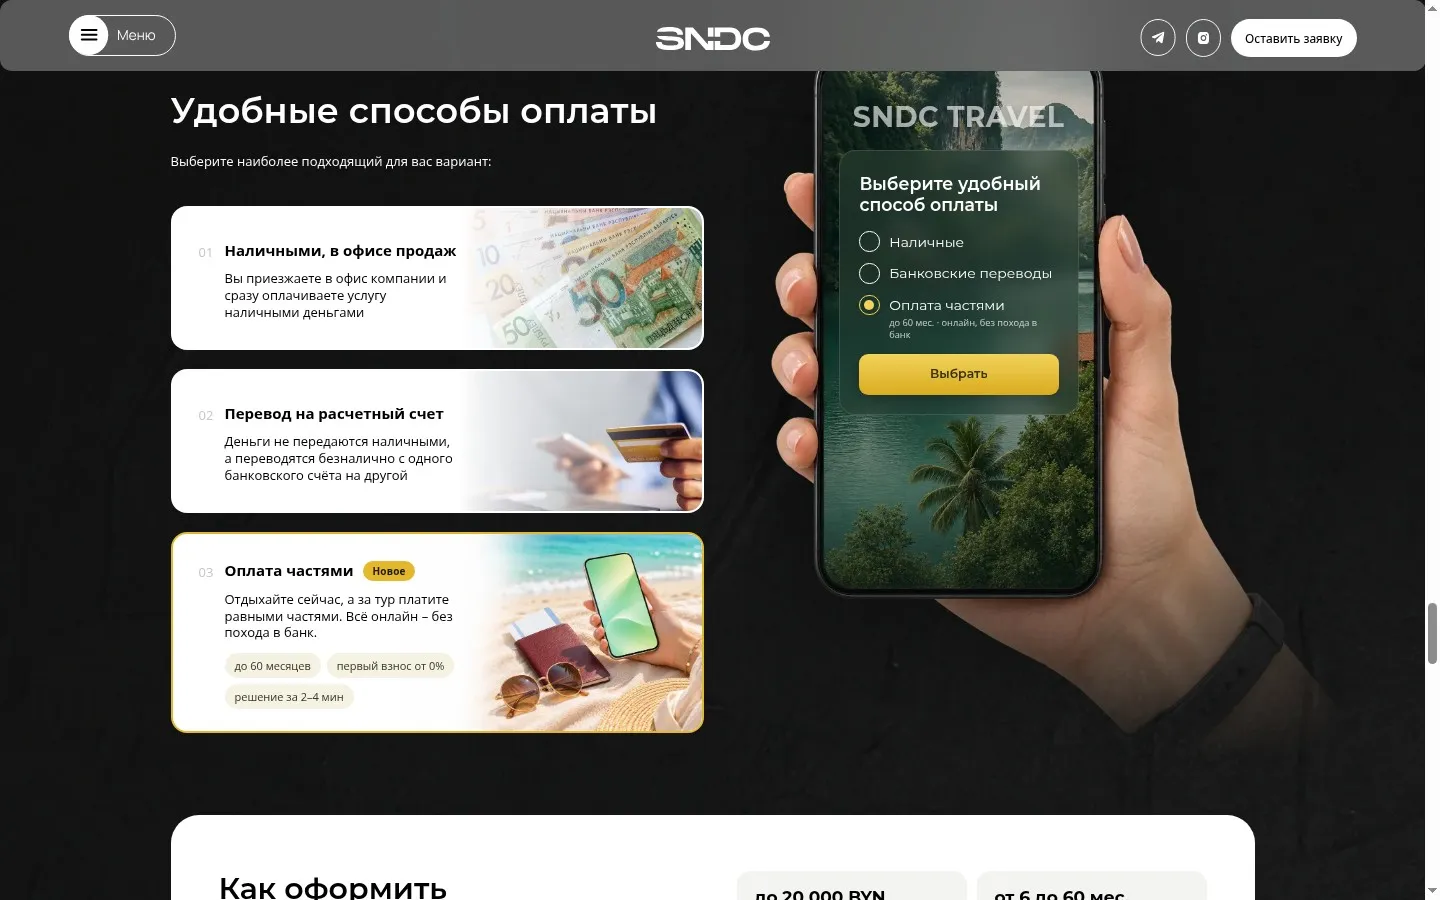 Меню
SNDC
Оставить заявку
Удобные способы оплаты
Выберите наиболее подходящий для вас вариант:
01
Наличными, в офисе продаж
Вы приезжаете в офис компании и
сразу оплачиваете услугу
наличными деньгами
02
Перевод на расчетный счет
Деньги не передаются наличными,
а переводятся безналично с одного
банковского счёта на другой
03
Оплата частями
Новое
Отдыхайте сейчас, а за тур платите
равными частями. Всё онлайн – без
похода в банк.
до 60 месяцев
первый взнос от 0%
решение за 2–4 мин
SNDC TRAVEL
Выберите удобный
способ оплаты
Наличные
Банковские переводы
Оплата частями
до 60 мес. · онлайн, без похода в
банк
Выбрать
Как оформить
до 20 000 BYN
от 6 до 60 мес